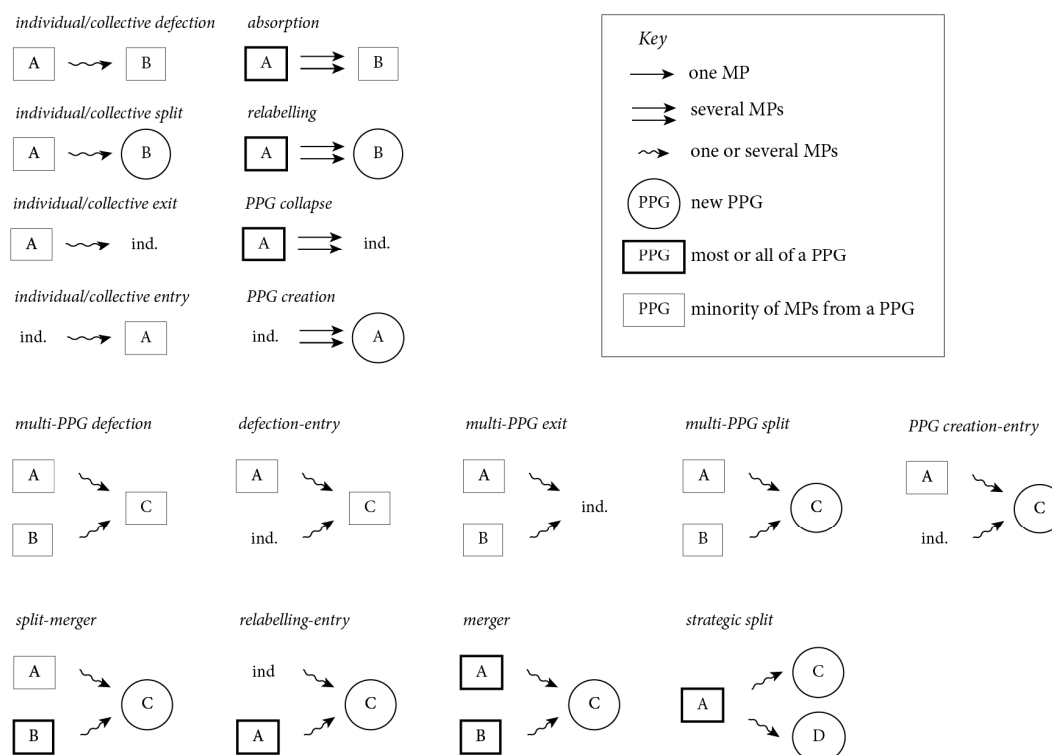 individual/collective defection
A
B
absorption
A
B
individual/collective split
A
B
relabelling
A
B
individual/collective exit
A
ind.
PPG collapse
A
ind.
individual/collective entry
ind.
A
PPG creation
ind.
A
Key
one MP
several MPs
one or several MPs
PPG
new PPG
PPG
most or all of a PPG
PPG
minority of MPs from a PPG
multi-PPG defection
A
B
C
defection-entry
A
ind.
C
multi-PPG exit
A
B
ind.
multi-PPG split
A
B
C
PPG creation-entry
A
ind.
C
split-merger
A
B
C
relabelling-entry
ind
A
C
merger
A
B
C
strategic split
A
C
D